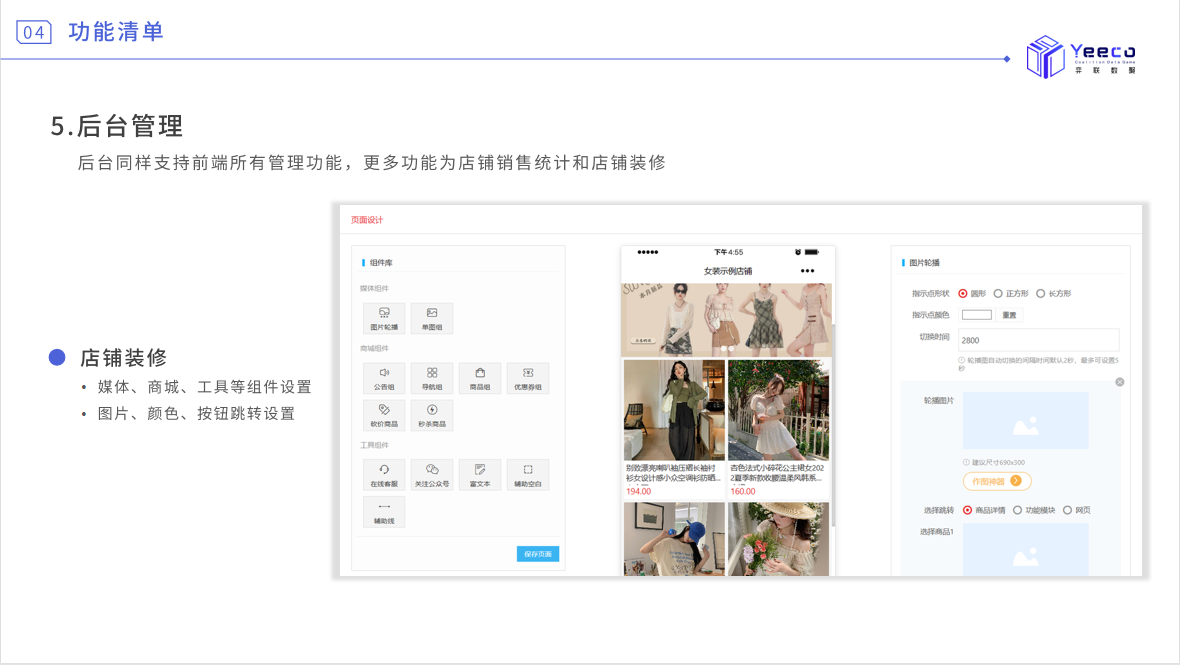 04 功能清单
Yeeco
Coalition Data Game
弈联数聚
5.后台管理
后台同样支持前端所有管理功能，更多功能为店铺销售统计和店铺装修
店铺装修
• 媒体、商城、工具等组件设置
• 图片、颜色、按钮跳转设置
页面设计
组件库
媒体组件
图片轮播 单图组
商城组件
公告组 导航组 商品组 优惠券组
砍价商品 秒杀商品
工具组件
在线客服 关注公众号 富文本 辅助空白
辅助线
保存页面
下午4:55
女装示例店铺
别致漂亮喇叭袖压褶长袖衬
衫女设计感小众空调衫防晒...
194.00
杏色法式小碎花公主裙女202
2夏季新款收腰温柔风韩系...
160.00
图片轮播
指示点形状 圆形 正方形 长方形
指示点颜色 重置
切换时间 2800
轮播图自动切换的间隔时间默认2秒，最多可设置5
秒
轮播图片
建议尺寸690x300
作图神器
选择跳转 商品详情 功能模块 网页
选择商品1